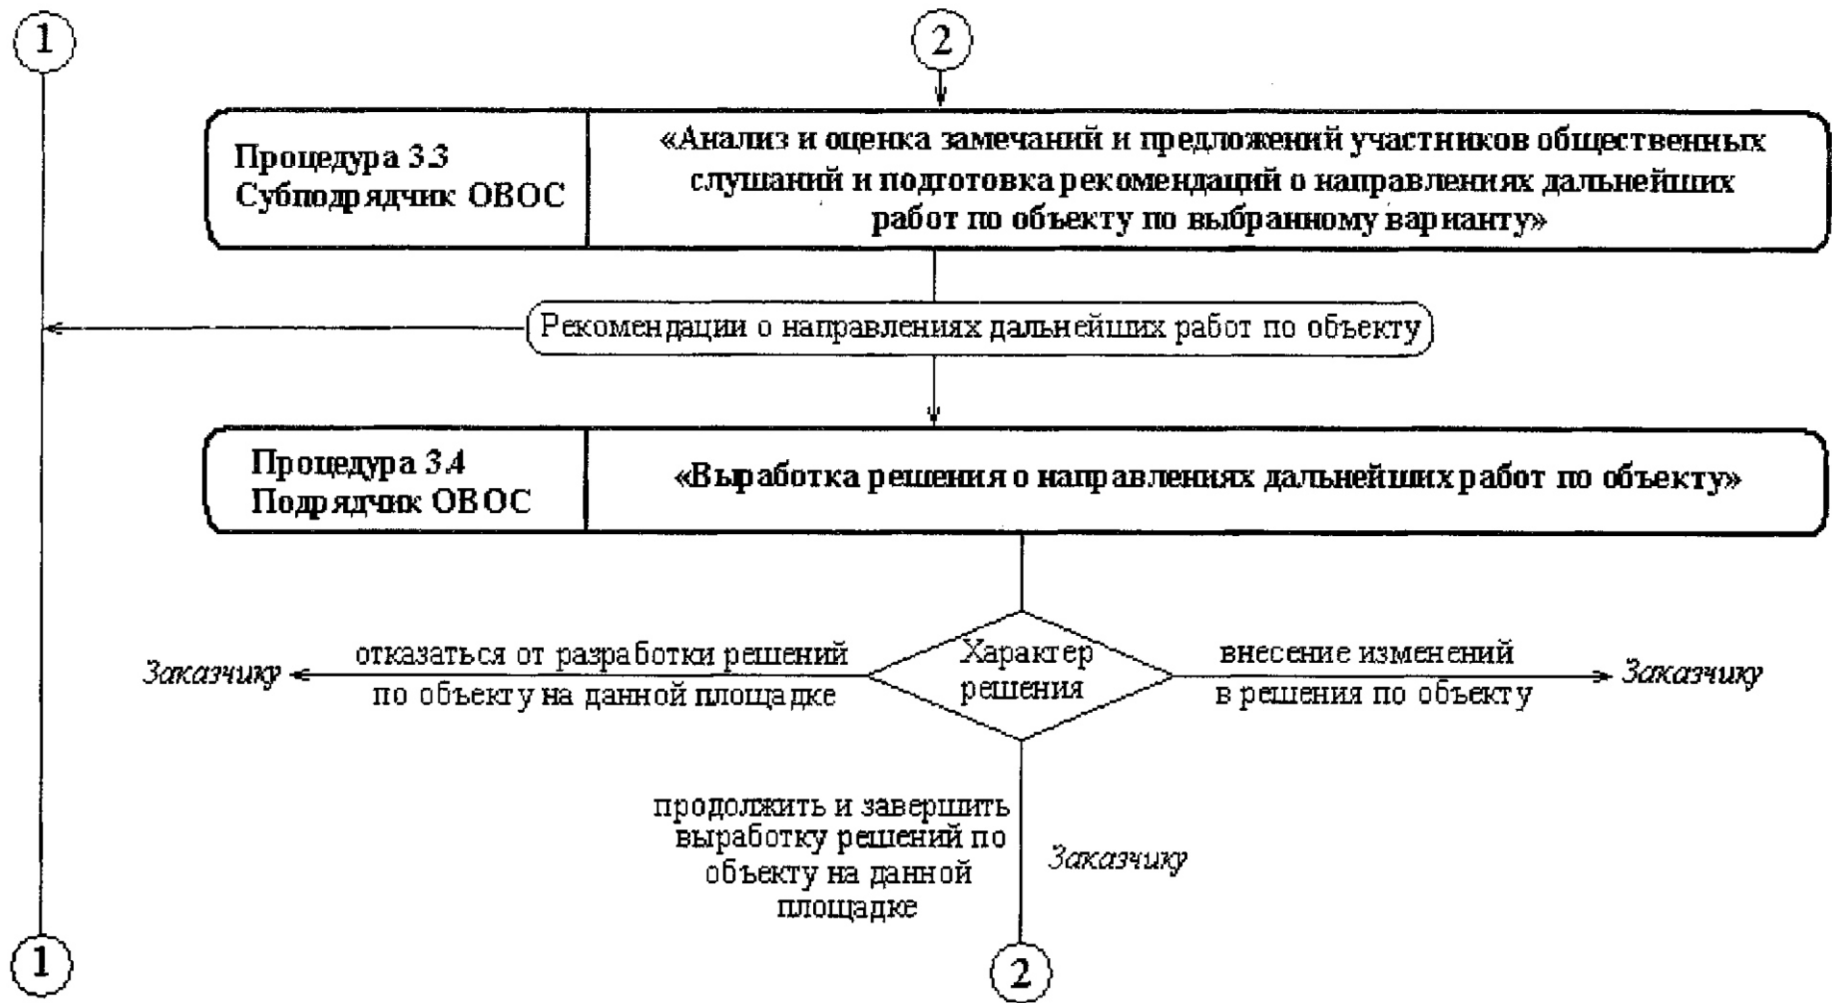 1
2
Процедура 3.3
Субподрядчик ОВОС
«Анализ и оценка замечаний и предложений участников общественных
слушаний и подготовка рекомендаций о направлениях дальнейших
работ по объекту по выбранному варианту»
Рекомендации о направлениях дальнейших работ по объекту
Процедура 3.4
Подрядчик ОВОС
«Выработка решения о направлениях дальнейших работ по объекту»
Заказчику
отказаться от разработки решений
по объекту на данной площадке
Характер
решения
внесение изменений
в решения по объекту
Заказчику
продолжить и завершить
выработку решений по
объекту на данной
площадке
Заказчику
1
2